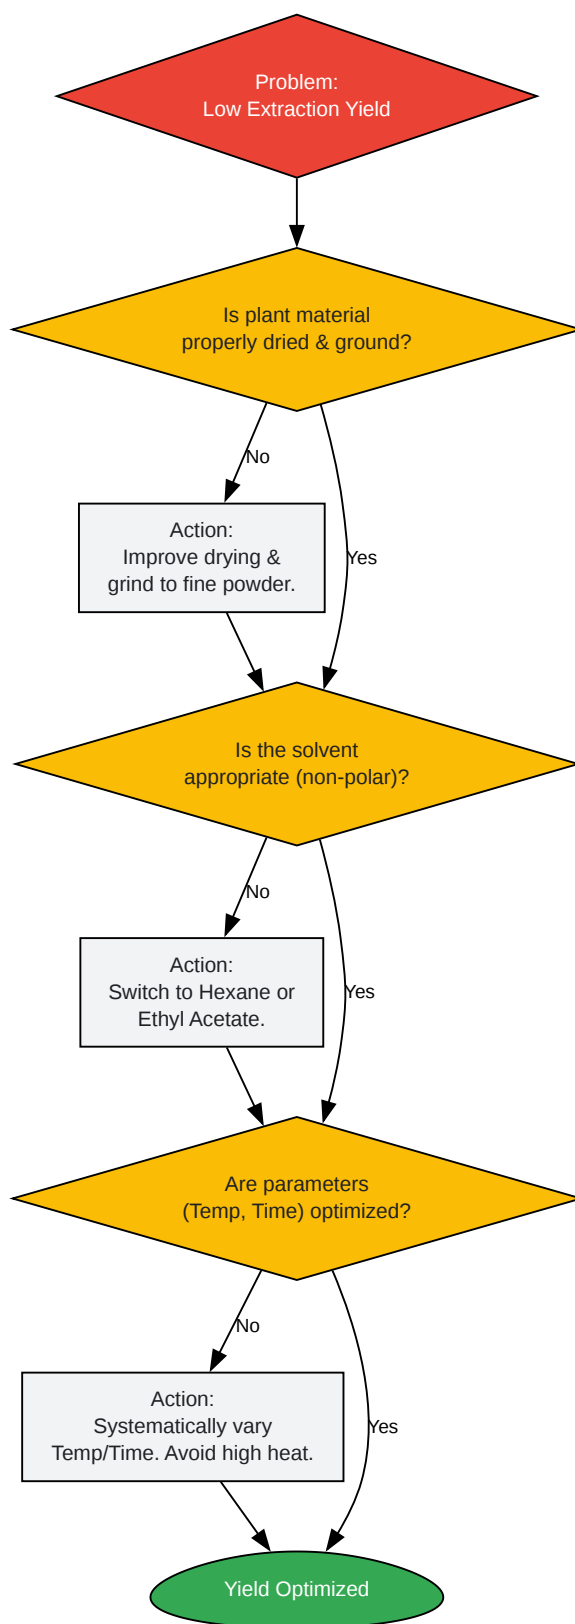 Problem:
Low Extraction Yield
Is plant material
properly dried & ground?
No
Action:
Improve drying &
grind to fine powder.
Yes
Is the solvent
appropriate (non-polar)?
No
Action:
Switch to Hexane or
Ethyl Acetate.
Yes
Are parameters
(Temp, Time) optimized?
No
Action:
Systematically vary
Temp/Time. Avoid high heat.
Yes
Yield Optimized